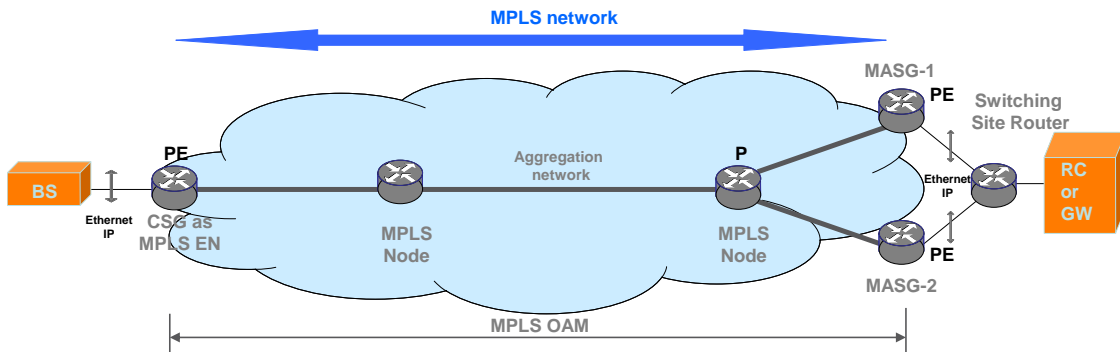 MPLS network
MASG-1
PE
Switching
Site Router
PE
Aggregation
network
P
BS
Ethernet
IP
Ethernet
IP
RC
or
GW
CSG as
MPLS EN
MPLS
Node
MPLS
Node
PE
MASG-2
MPLS OAM